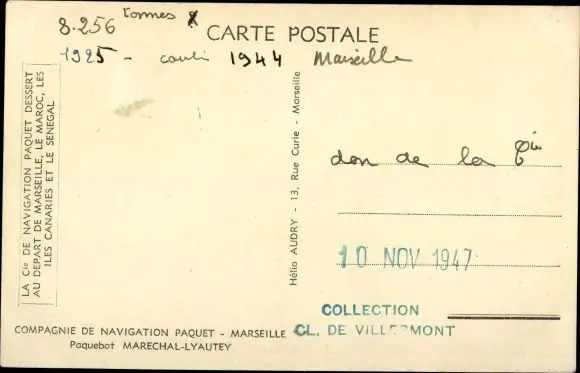 8.256 tonnes
CARTE POSTALE
1925 - coulé 1944 Marseille
LA Cie DE NAVIGATION PAQUET DESSERT
AU DEPART DE MARSEILLE, LE MAROC, LES
ILES CANARIES ET LE SENEGAL
Hélio AUDRY - 13, Rue Curie - Marseille
don de la Cie
10 NOV 1947
COLLECTION
CL. DE VILLERMONT
COMPAGNIE DE NAVIGATION PAQUET - MARSEILLE
Paquebot MARECHAL-LYAUTEY